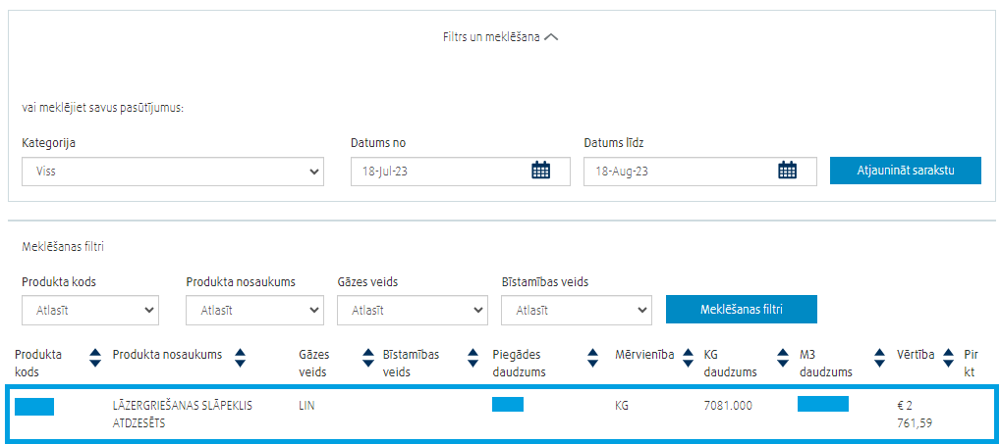 Filtrs un meklēšana
vai meklējiet savus pasūtījumus:
Kategorija Datums no Datums līdz
Viss 18-Jul-23 18-Aug-23 Atjaunināt sarakstu
Meklēšanas filtri
Produkta kods Produkta nosaukums Gāzes veids Bīstamības veids
Atlasīt Atlasīt Atlasīt Atlasīt Meklēšanas filtri
Produkta Produkta nosaukums Gāzes Bīstamības Piegādes Mērvienība KG M3 Vērtība Pir
kods veids veids daudzums daudzums daudzums kt
LĀZERGRIEŠANAS SLĀPEKLIS LIN KG 7081.000 € 2
ATDZESĒTS 761,59